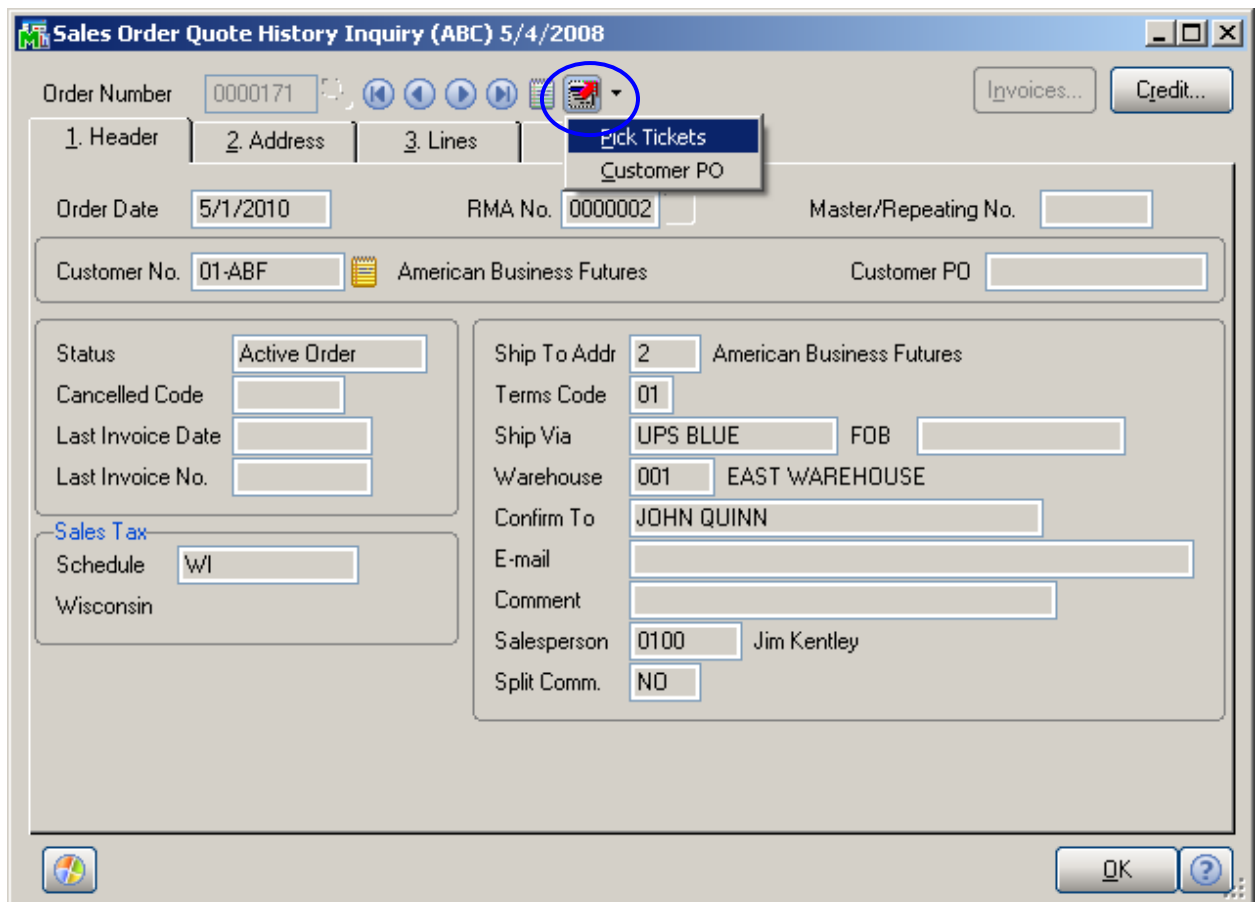 Sales Order Quote History Inquiry (ABC) 5/4/2008
Order Number 0000171 Invoices... Credit...
1. Header 2. Address 3. Lines Pick Tickets
Customer PO
Order Date 5/1/2010 RMA No. 0000002 Master/Repeating No.
Customer No. 01-ABF American Business Futures Customer PO
Status Active Order Ship To Addr 2 American Business Futures
Cancelled Code Terms Code 01
Last Invoice Date Ship Via UPS BLUE FOB
Last Invoice No. Warehouse 001 EAST WAREHOUSE
Confirm To JOHN QUINN
Sales Tax
Schedule WI E-mail
Wisconsin Comment
Salesperson 0100 Jim Kentley
Split Comm. NO
OK ?